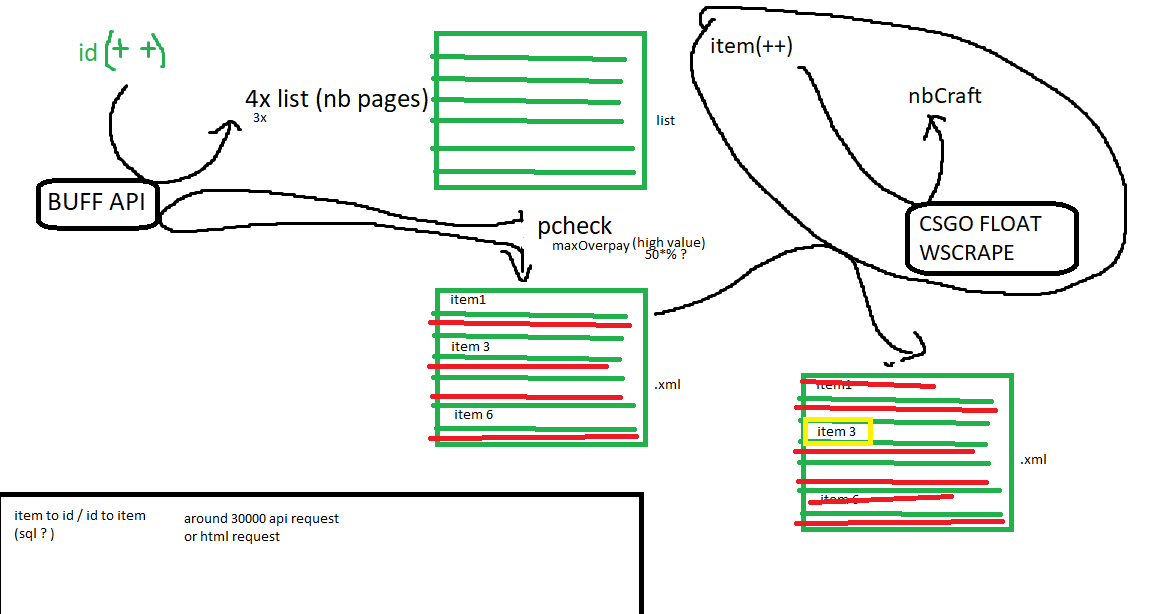 id (+ +)
4x list (nb pages)
3x
BUFF API
list
item(++)
nbCraft
CSGO FLOAT
WSCRAPE
pcheck
maxOverpay (high value)
50*% ?
item1
item 3
item 6
.xml
item1
item 3
item 6
.xml
item to id / id to item
(sql ? )
around 30000 api request
or html request